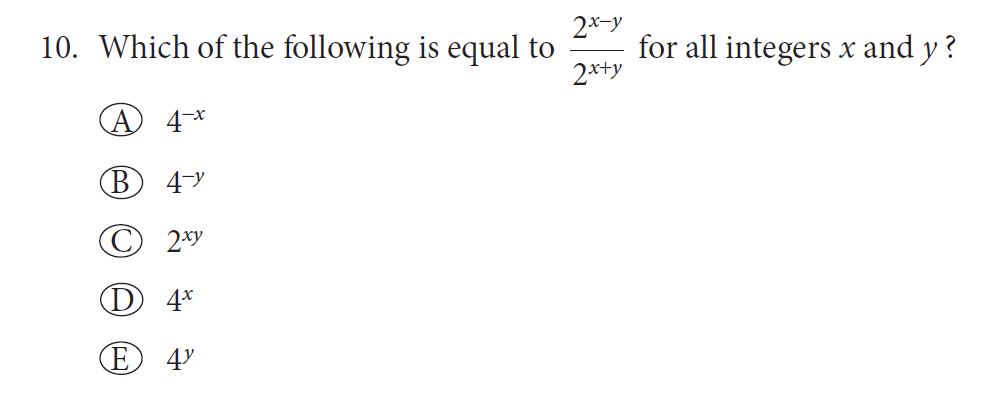 10. Which of the following is equal to \frac{2^{x-y}}{2^{x+y}} for all integers x and y ?
(A) 4^{-x}
(B) 4^{-y}
(C) 2^{xy}
(D) 4^{x}
(E) 4^{y}